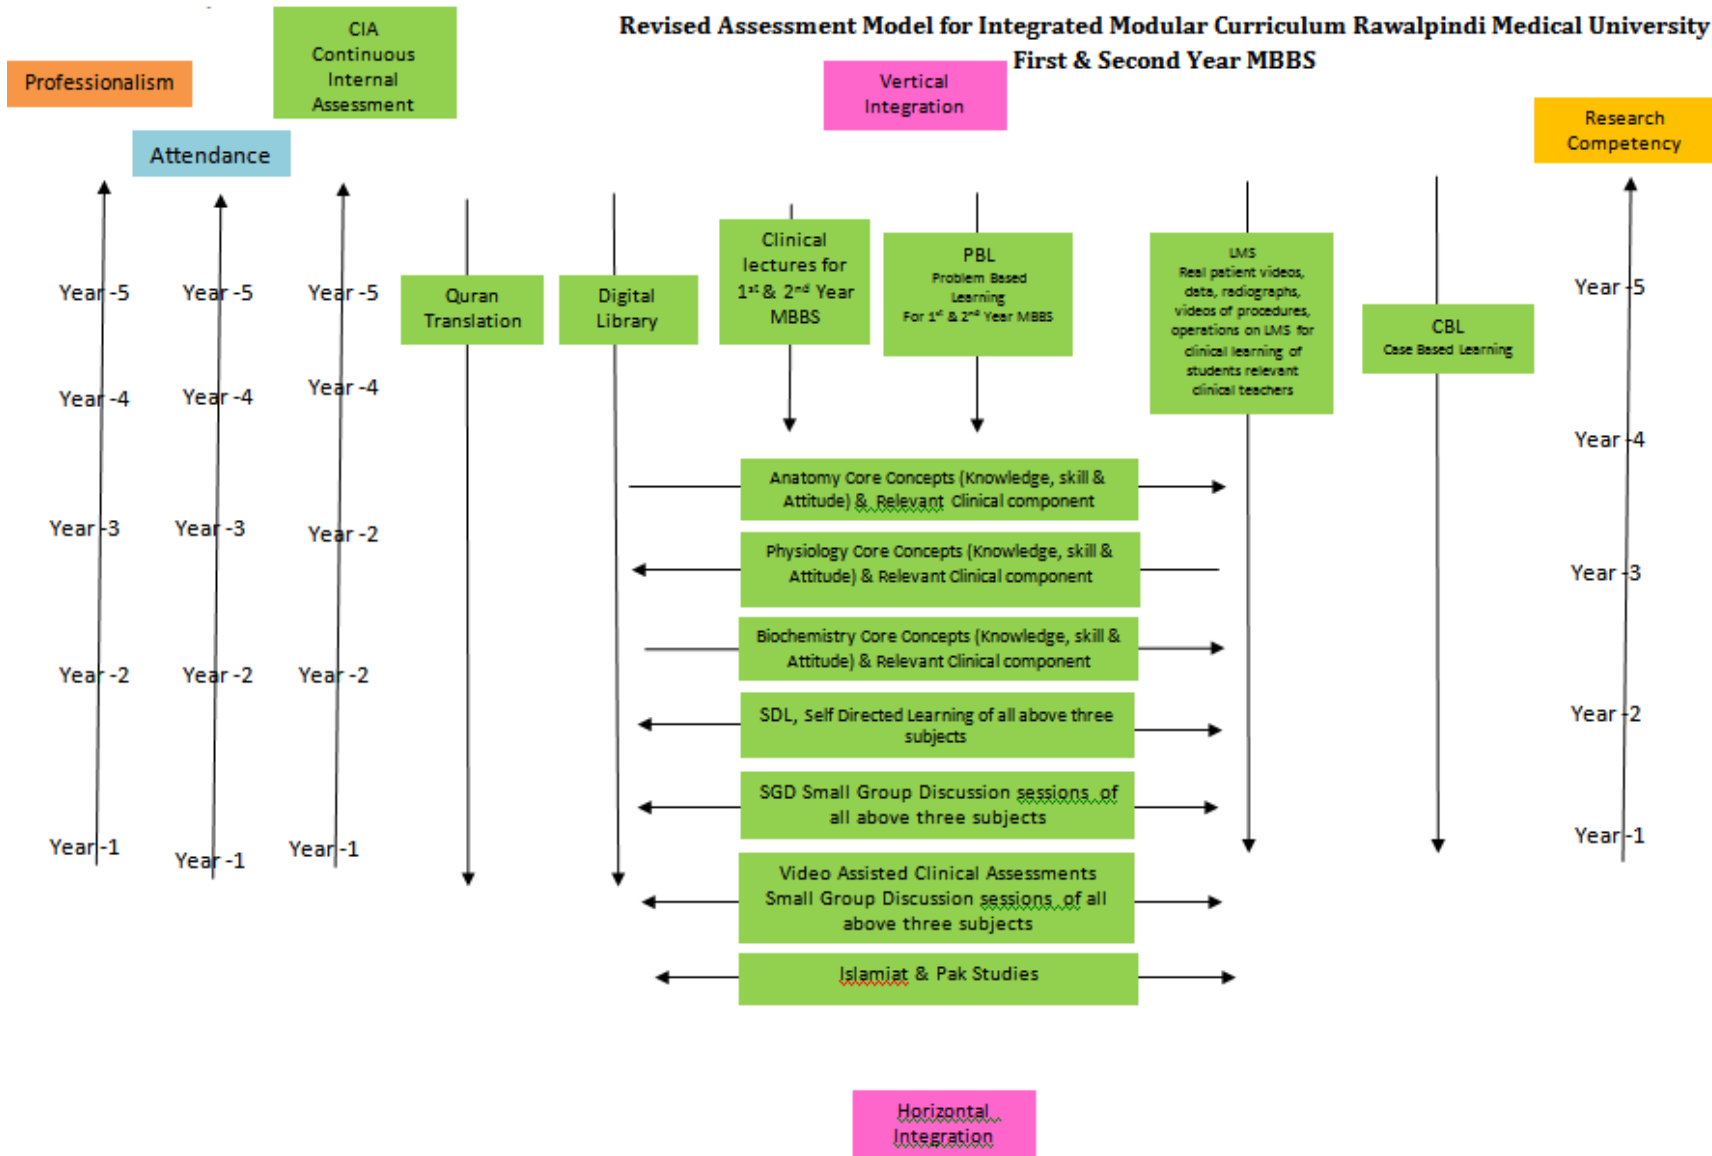 Revised Assessment Model for Integrated Modular Curriculum Rawalpindi Medical University
First & Second Year MBBS
Professionalism
Attendance
CIA
Continuous
Internal
Assessment
Vertical
Integration
Research
Competency
Year -5
Year -4
Year -3
Year -2
Year -1
Year -5
Year -4
Year -3
Year -2
Year -1
Year -5
Year -4
Year -2
Year -2
Year -1
Quran
Translation
Digital
Library
Clinical
lectures for
1st & 2nd Year
MBBS
PBL
Problem Based
Learning
For 1st & 2nd Year MBBS
LMS
Real patient videos,
data, radiographs,
videos of procedures,
operations on LMS for
clinical learning of
students relevant
clinical teachers
CBL
Case Based Learning
Year -5
Year -4
Year -3
Year -2
Year -1
Anatomy Core Concepts (Knowledge, skill &
Attitude) & Relevant Clinical component
Physiology Core Concepts (Knowledge, skill &
Attitude) & Relevant Clinical component
Biochemistry Core Concepts (Knowledge, skill &
Attitude) & Relevant Clinical component
SDL, Self Directed Learning of all above three
subjects
SGD Small Group Discussion sessions of
all above three subjects
Video Assisted Clinical Assessments
Small Group Discussion sessions of all
above three subjects
Islamiat & Pak Studies
Horizontal
Integration